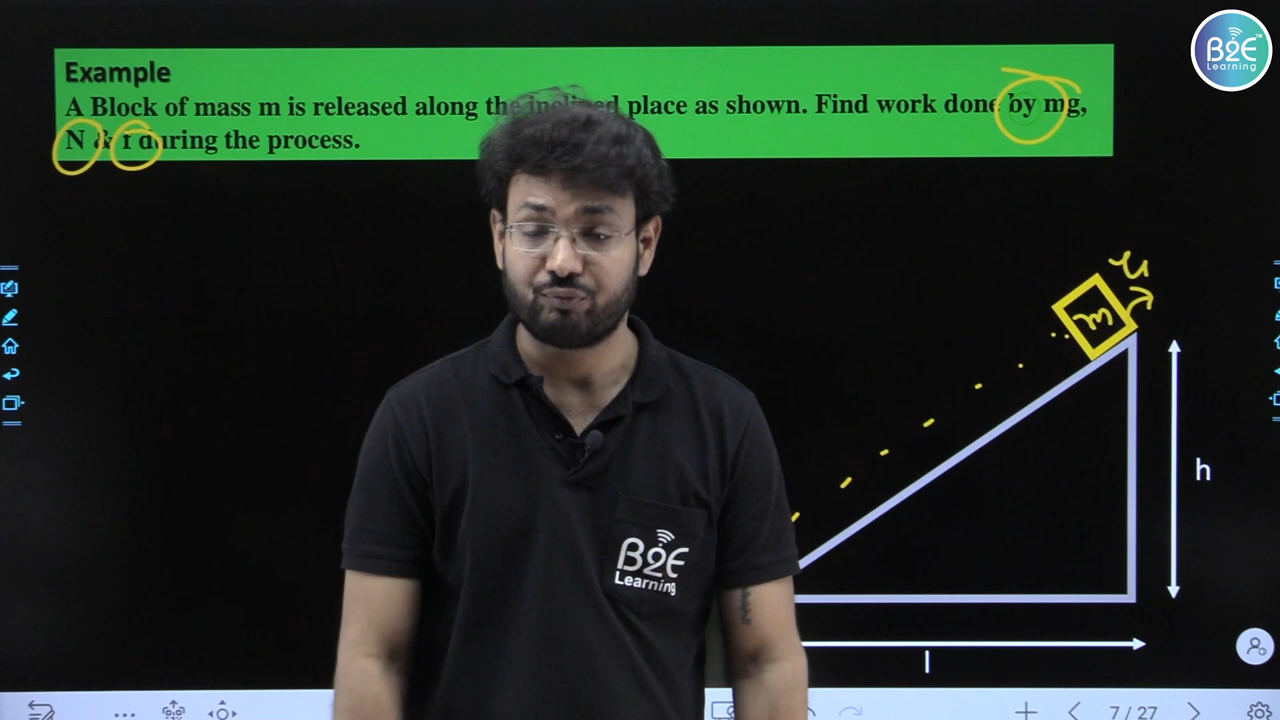 B2E
Learning
Example
A Block of mass m is released along the inclined place as shown. Find work done by mg,
N & f during the process.
μ
m
h
B2E
Learning
l
7 / 27